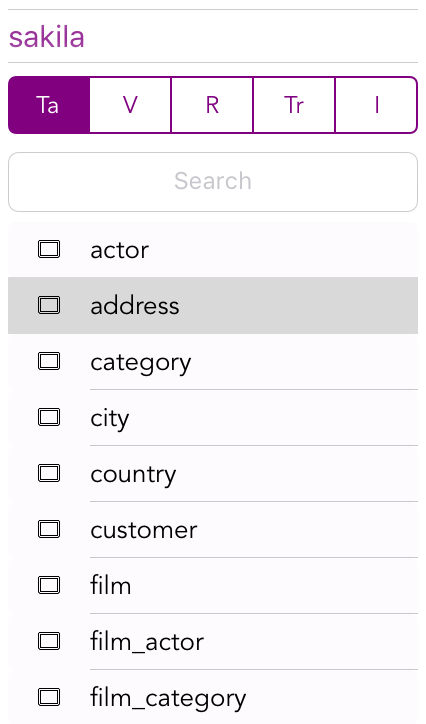 sakila
Ta V R Tr I
Search
actor
address
category
city
country
customer
film
film_actor
film_category